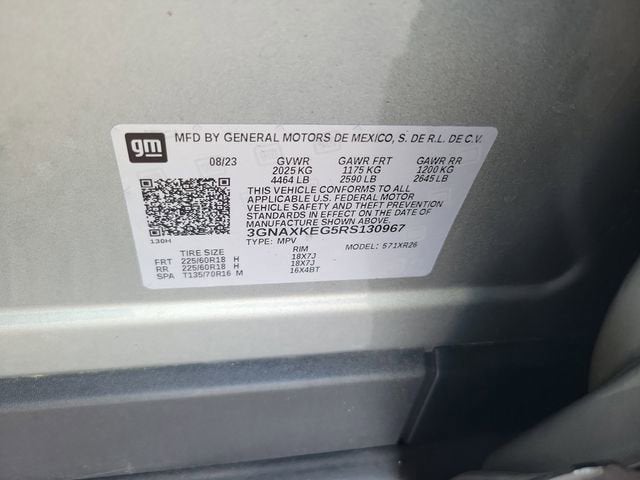 gm MFD BY GENERAL MOTORS DE MEXICO, S. DE R.L. DE C.V.
08/23 GVWR GAWR FRT GAWR RR
2025 KG 1175 KG 1200 KG
4464 LB 2590 LB 2645 LB
THIS VEHICLE CONFORMS TO ALL
APPLICABLE U.S. FEDERAL MOTOR
VEHICLE SAFETY AND THEFT PREVENTION
STANDARDS IN EFFECT ON THE DATE OF
MANUFACTURE SHOWN ABOVE.
3GNAXKEG5RS130967
130H TYPE: MPV MODEL: 571XR26
TIRE SIZE RIM
FRT 225/60R18 H 18X7J
RR 225/60R18 H 18X7J
SPA T135/70R16 M 16X4BT